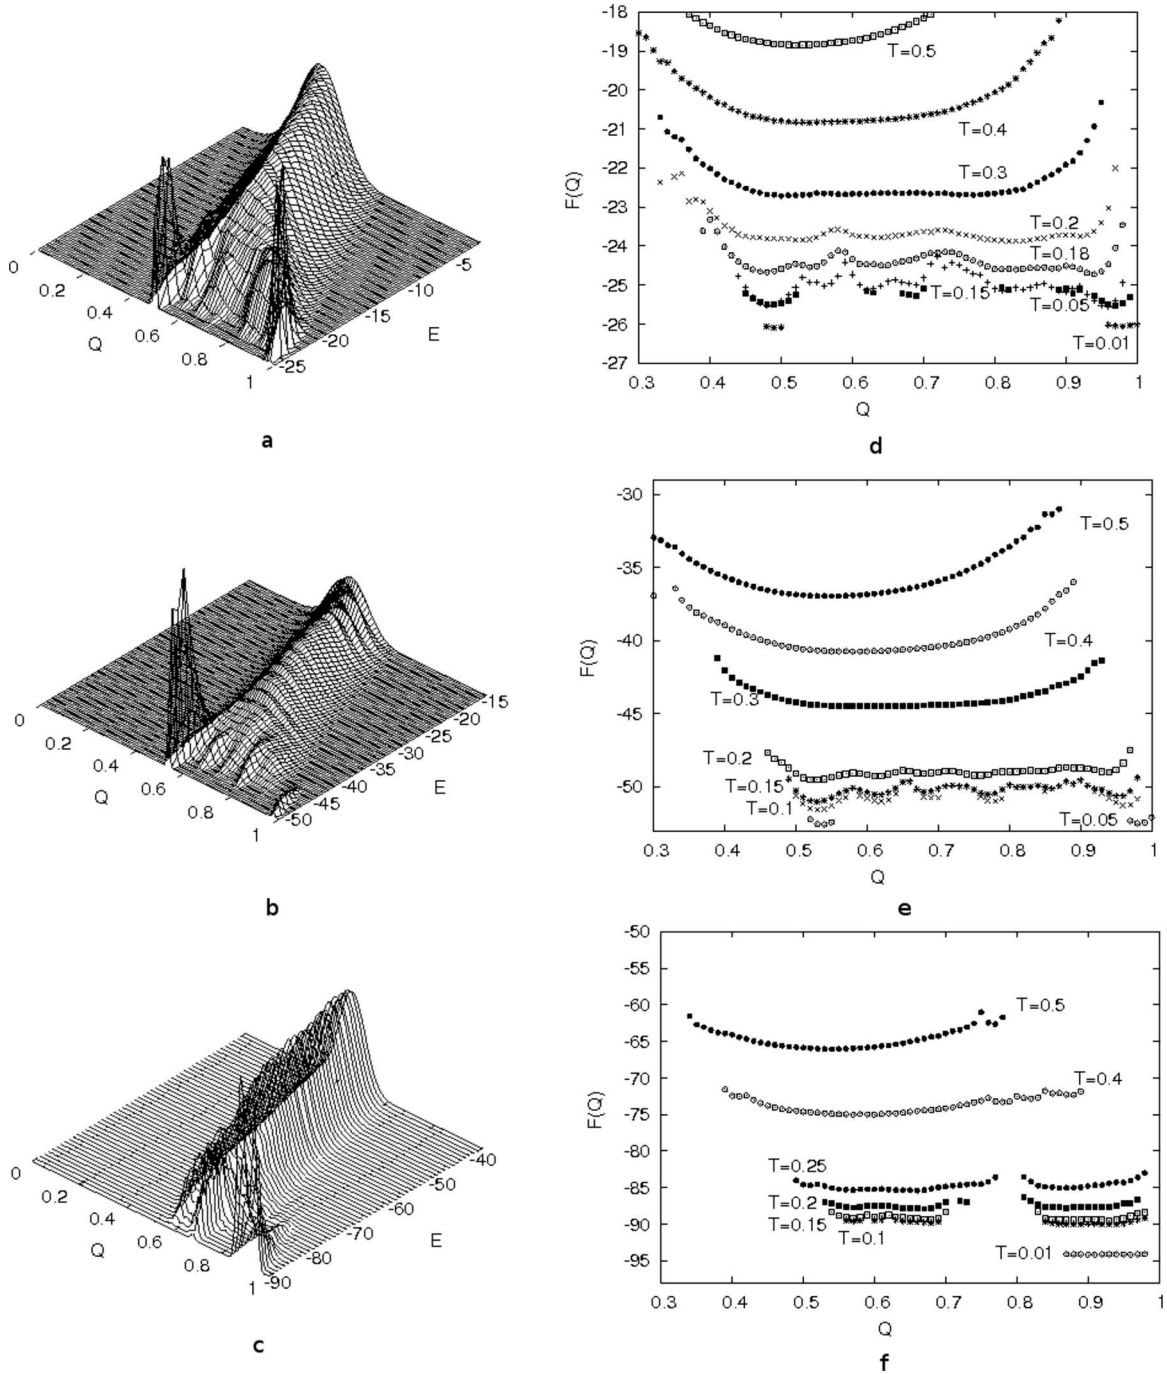 0
0.2
0.4
0.6
0.8
1
Q
-25
-20
-15
-10
-5
E
a
-18
-19
-20
-21
-22
-23
-24
-25
-26
-27
F(Q)
T=0.5
T=0.4
T=0.3
T=0.2
T=0.18
T=0.15
T=0.05
T=0.01
0.3 0.4 0.5 0.6 0.7 0.8 0.9 1
Q
d
0
0.2
0.4
0.6
0.8
1
Q
-50
-45
-40
-35
-30
-25
-20
-15
E
b
-30
-35
-40
-45
-50
F(Q)
T=0.5
T=0.4
T=0.3
T=0.2
T=0.15
T=0.1
T=0.05
0.3 0.4 0.5 0.6 0.7 0.8 0.9 1
Q
e
0
0.2
0.4
0.6
0.8
1
Q
-90
-80
-70
-60
-50
-40
E
c
-50
-55
-60
-65
-70
-75
-80
-85
-90
-95
F(Q)
T=0.5
T=0.4
T=0.25
T=0.2
T=0.15
T=0.1
T=0.01
0.3 0.4 0.5 0.6 0.7 0.8 0.9 1
Q
f